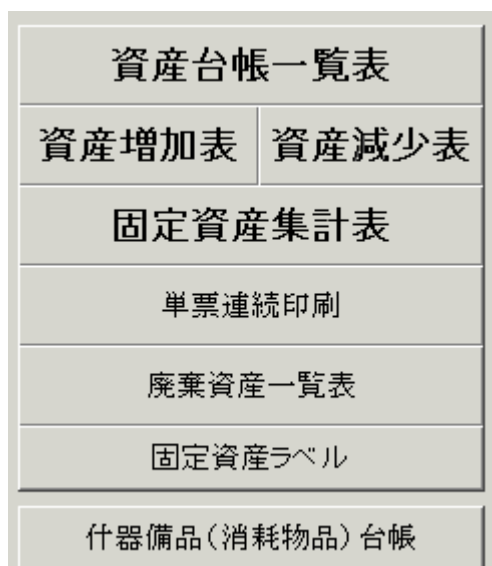 資産台帳一覧表
資産増加表 資産減少表
固定資産集計表
単票連続印刷
廃棄資産一覧表
固定資産ラベル
什器備品(消耗物品)台帳